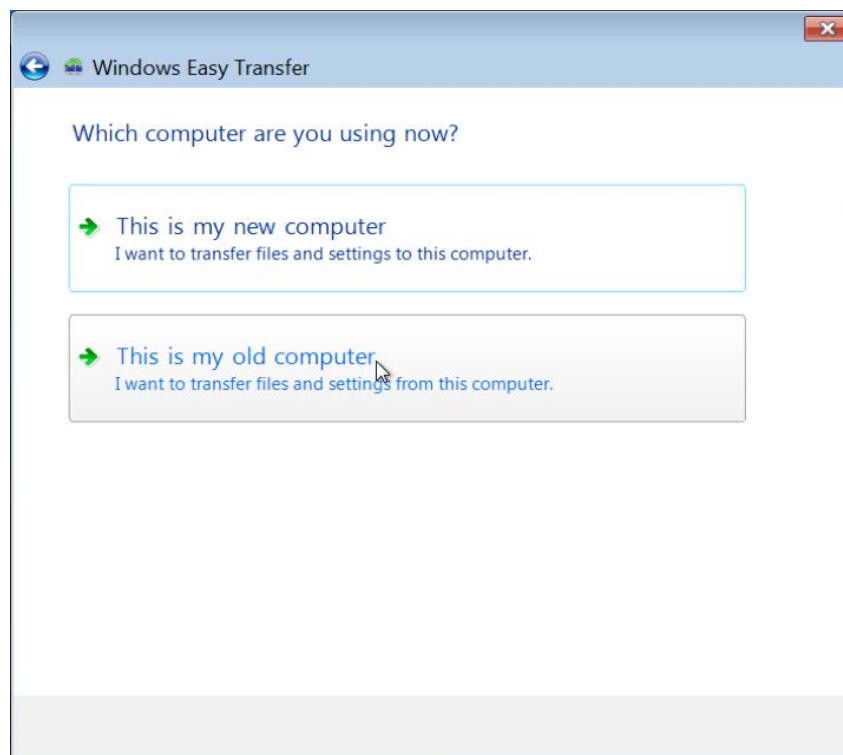 Windows Easy Transfer
Which computer are you using now?
This is my new computer
I want to transfer files and settings to this computer.
This is my old computer
I want to transfer files and settings from this computer.